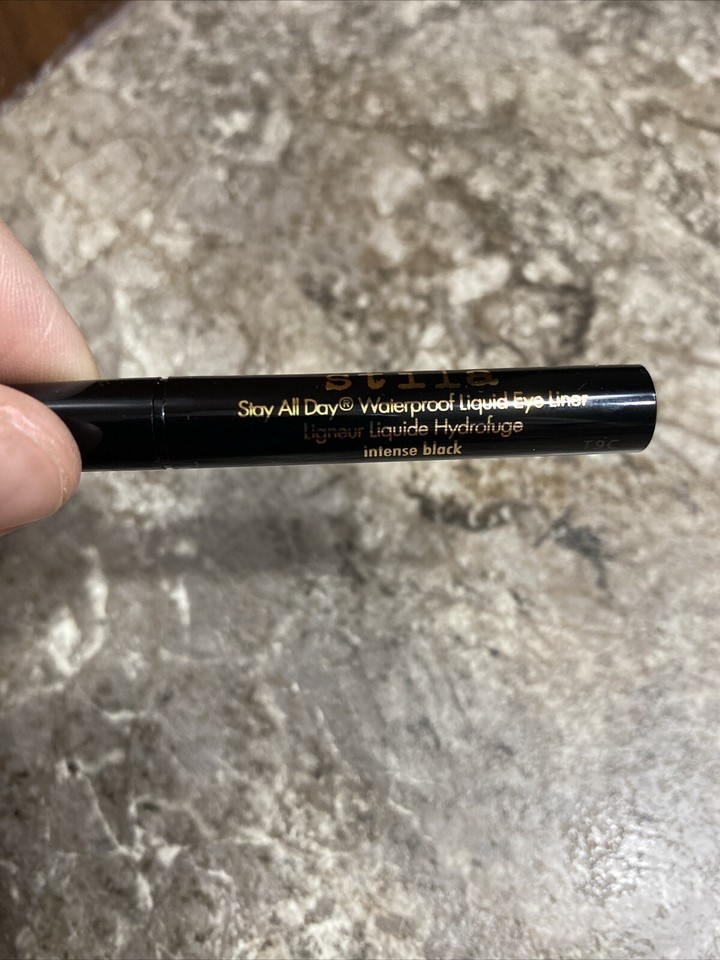 stila
Stay All Day® Waterproof Liquid Eye Liner
Ligneur Liquide Hydrofuge
intense black